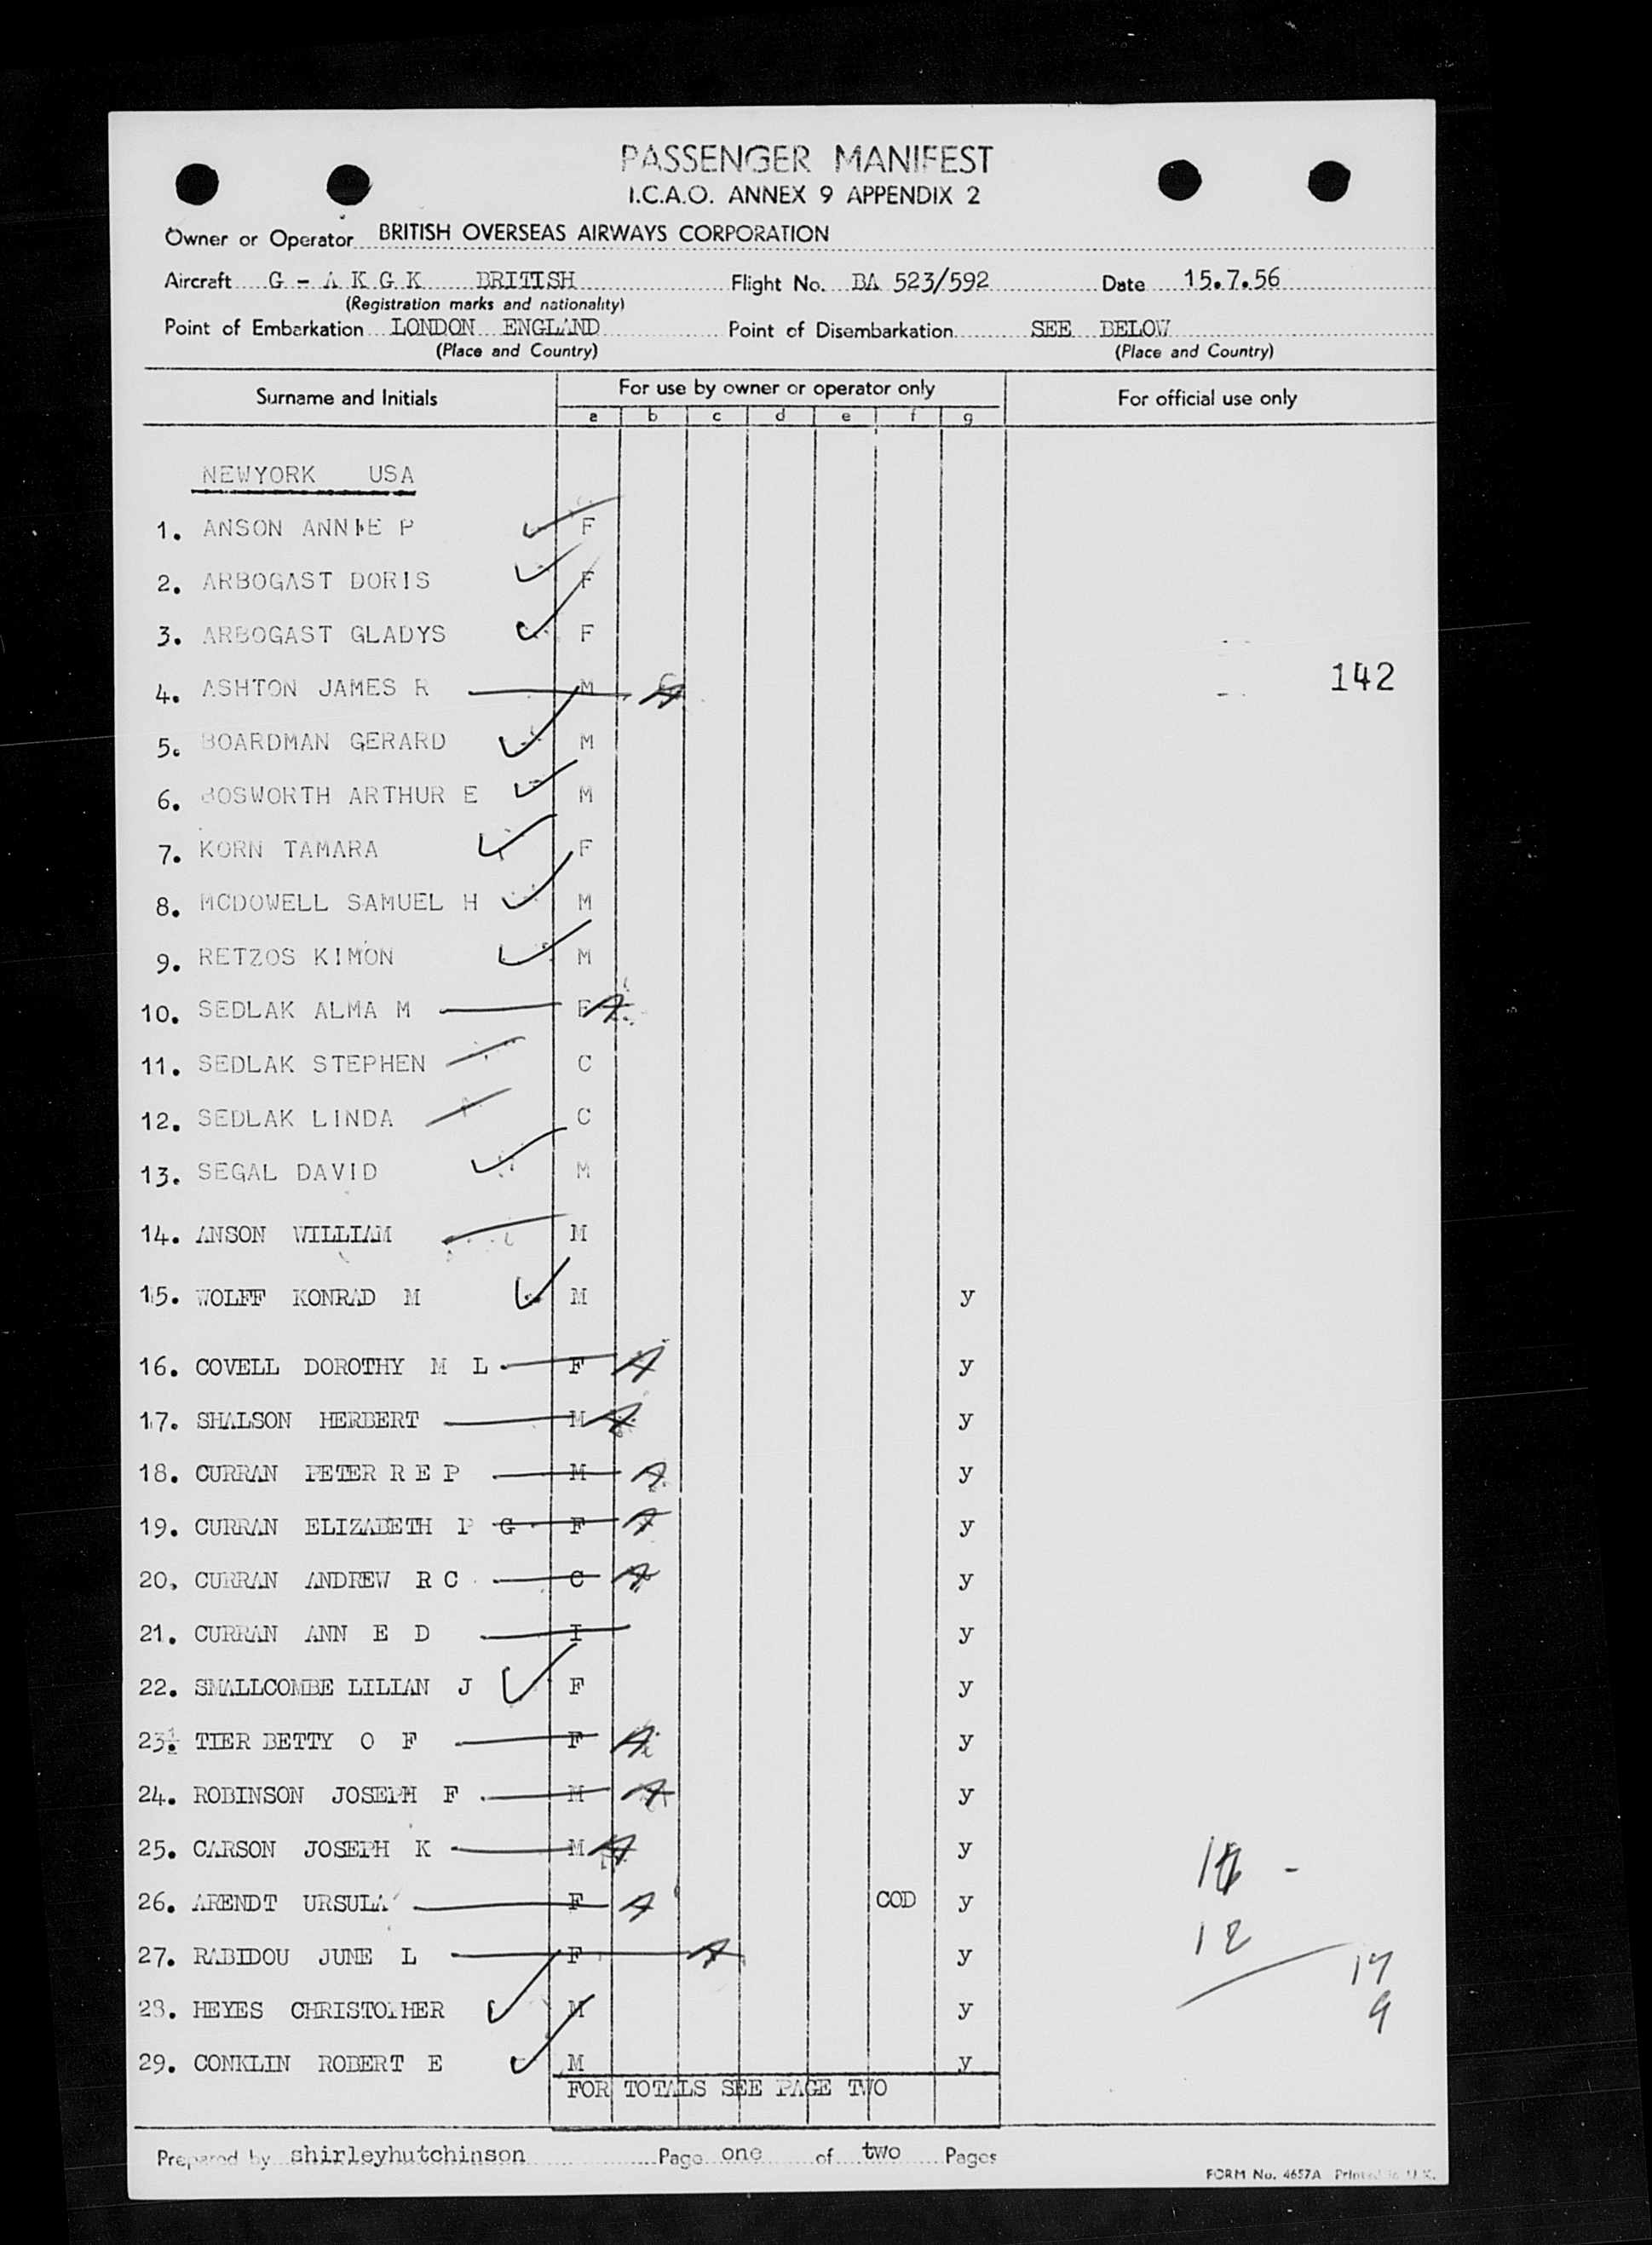 PASSENGER MANIFEST
I.C.A.O. ANNEX 9 APPENDIX 2
Owner or Operator BRITISH OVERSEAS AIRWAYS CORPORATION
Aircraft G - A K G K BRITISH Flight No. BA 523/592 Date 15.7.56
(Registration marks and nationality)
Point of Embarkation LONDON ENGLAND Point of Disembarkation SEE BELOW
(Place and Country) (Place and Country)
Surname and Initials For use by owner or operator only For official use only
a b c d e f g
NEWYORK USA
1. ANSON ANNIE P F
2. ARBOGAST DORIS F
3. ARBOGAST GLADYS F
4. ASHTON JAMES R M A 142
5. BOARDMAN GERARD M
6. BOSWORTH ARTHUR E M
7. KORN TAMARA F
8. MCDOWELL SAMUEL H M
9. RETZOS KIMON M
10. SEDLAK ALMA M F A
11. SEDLAK STEPHEN C
12. SEDLAK LINDA C
13. SEGAL DAVID M
14. ANSON WILLIAM M
15. WOLFF KONRAD M M y
16. COVELL DOROTHY M L F A y
17. SHALSON HERBERT M A y
18. CURRAN PETER R E P M A y
19. CURRAN ELIZABETH P G F A y
20. CURRAN ANDREW R C C A y
21. CURRAN ANN E D I y
22. SMALLCOMBE LILIAN J F y
23. TIER BETTY O F F A y
24. ROBINSON JOSEPH F M A y
25. CARSON JOSEPH K M A y
26. ARENDT URSULA F A COD y
12
27. RABIDOU JUNE L F A y
17
28. HEYES CHRISTOPHER M y
9
29. CONKLIN ROBERT E M y
FOR TOTALS SEE PAGE TWO
Prepared by shirleyhutchinson Page one of two Pages
FORM No. 4657A Printed in U.K.